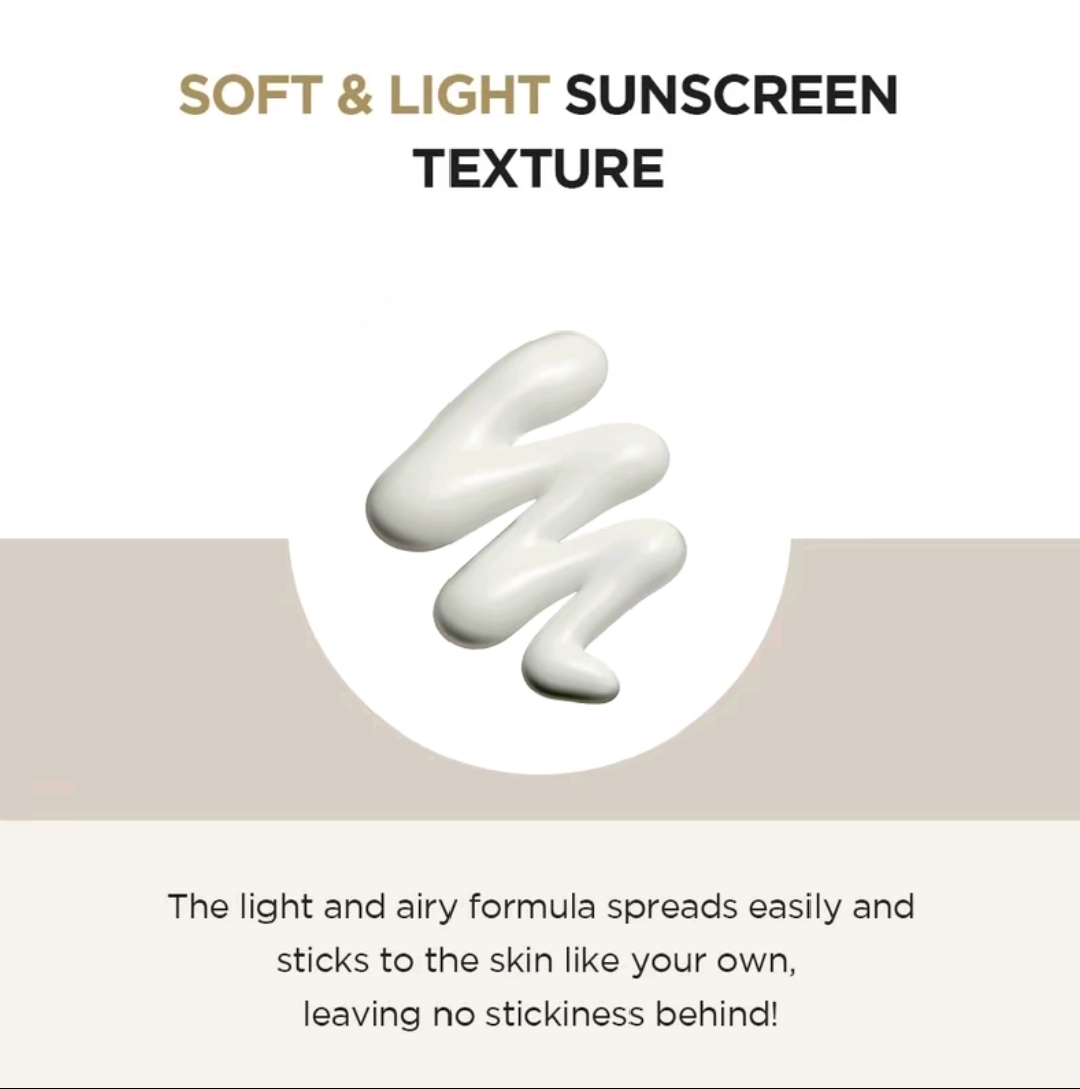 SOFT & LIGHT SUNSCREEN
TEXTURE
The light and airy formula spreads easily and
sticks to the skin like your own,
leaving no stickiness behind!